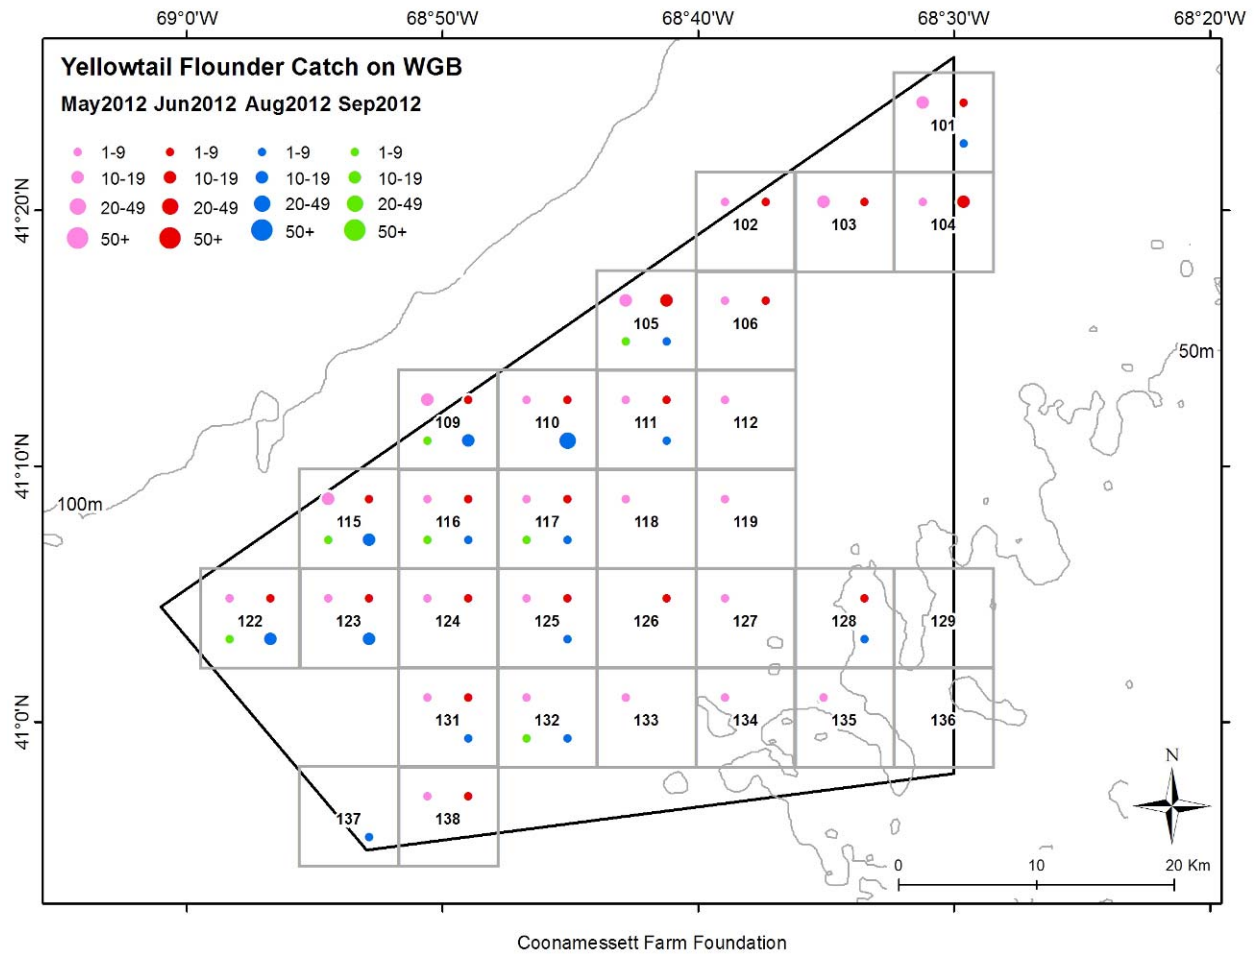 69°0'W 68°50'W 68°40'W 68°30'W 68°20'W
Yellowtail Flounder Catch on WGB
May2012 Jun2012 Aug2012 Sep2012
1-9 1-9 1-9 1-9
10-19 10-19 10-19 10-19
20-49 20-49 20-49 20-49
50+ 50+ 50+ 50+
101
41°20'N
102 103 104
105 106
50m
109 110 111 112
41°10'N
100m
115 116 117 118 119
122 123 124 125 126 127 128 129
41°0'N
131 132 133 134 135 136
N
137 138
0 10 20 Km
Coonamessett Farm Foundation